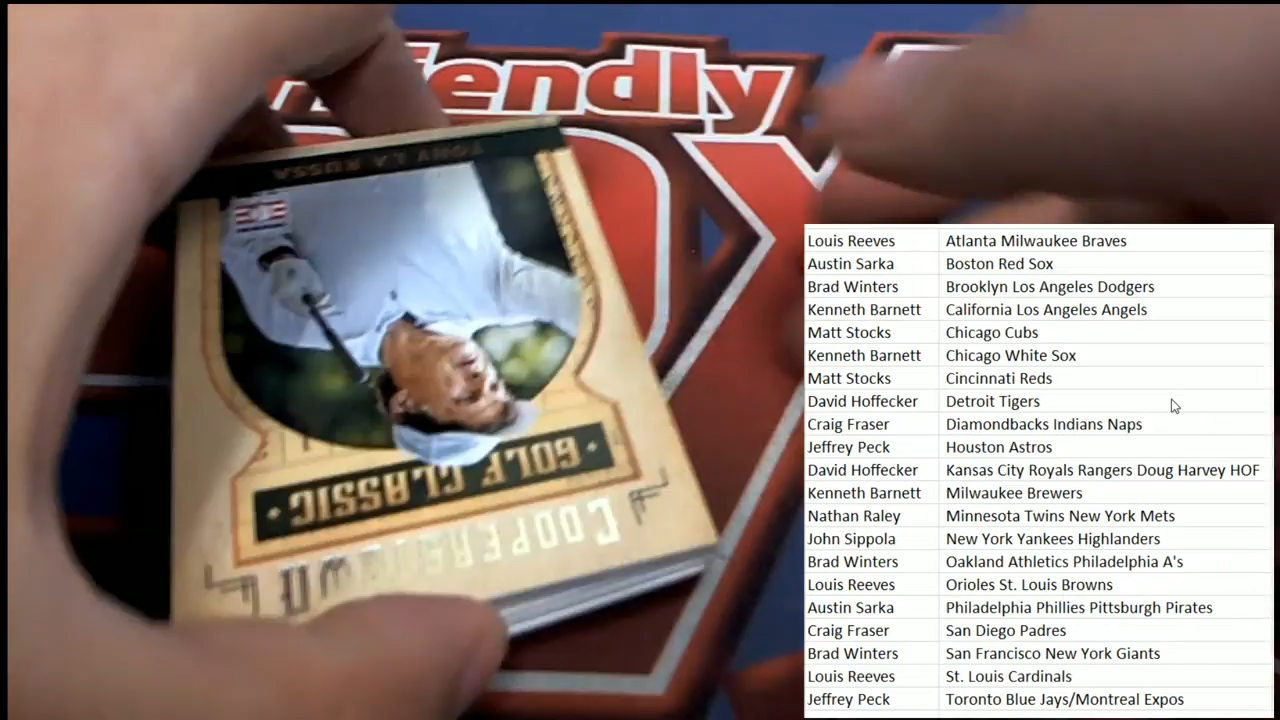 endly
TONY LA RUSSA
GOLF CLASSIC
COOPERSTOWN
Louis Reeves Atlanta Milwaukee Braves
Austin Sarka Boston Red Sox
Brad Winters Brooklyn Los Angeles Dodgers
Kenneth Barnett California Los Angeles Angels
Matt Stocks Chicago Cubs
Kenneth Barnett Chicago White Sox
Matt Stocks Cincinnati Reds
David Hoffecker Detroit Tigers
Craig Fraser Diamondbacks Indians Naps
Jeffrey Peck Houston Astros
David Hoffecker Kansas City Royals Rangers Doug Harvey HOF
Kenneth Barnett Milwaukee Brewers
Nathan Raley Minnesota Twins New York Mets
John Sippola New York Yankees Highlanders
Brad Winters Oakland Athletics Philadelphia A's
Louis Reeves Orioles St. Louis Browns
Austin Sarka Philadelphia Phillies Pittsburgh Pirates
Craig Fraser San Diego Padres
Brad Winters San Francisco New York Giants
Louis Reeves St. Louis Cardinals
Jeffrey Peck Toronto Blue Jays/Montreal Expos